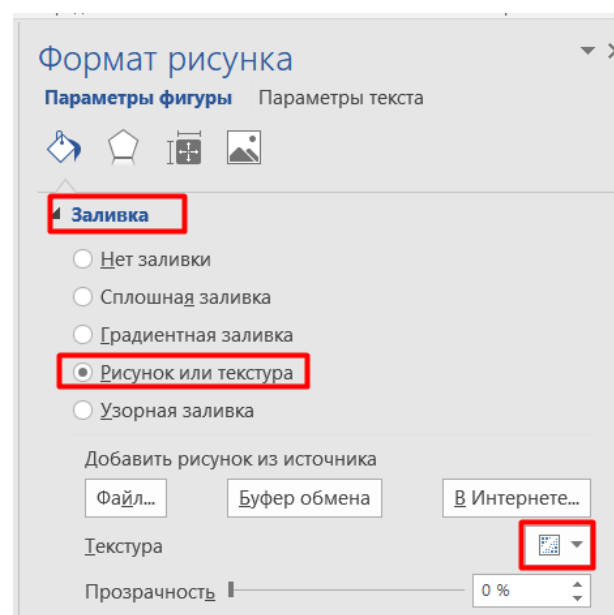 Формат рисунка
Параметры фигуры Параметры текста
Заливка
Нет заливки
Сплошная заливка
Градиентная заливка
Рисунок или текстура
Узорная заливка
Добавить рисунок из источника
Файл... Буфер обмена В Интернете...
Текстура
Прозрачность 0 %